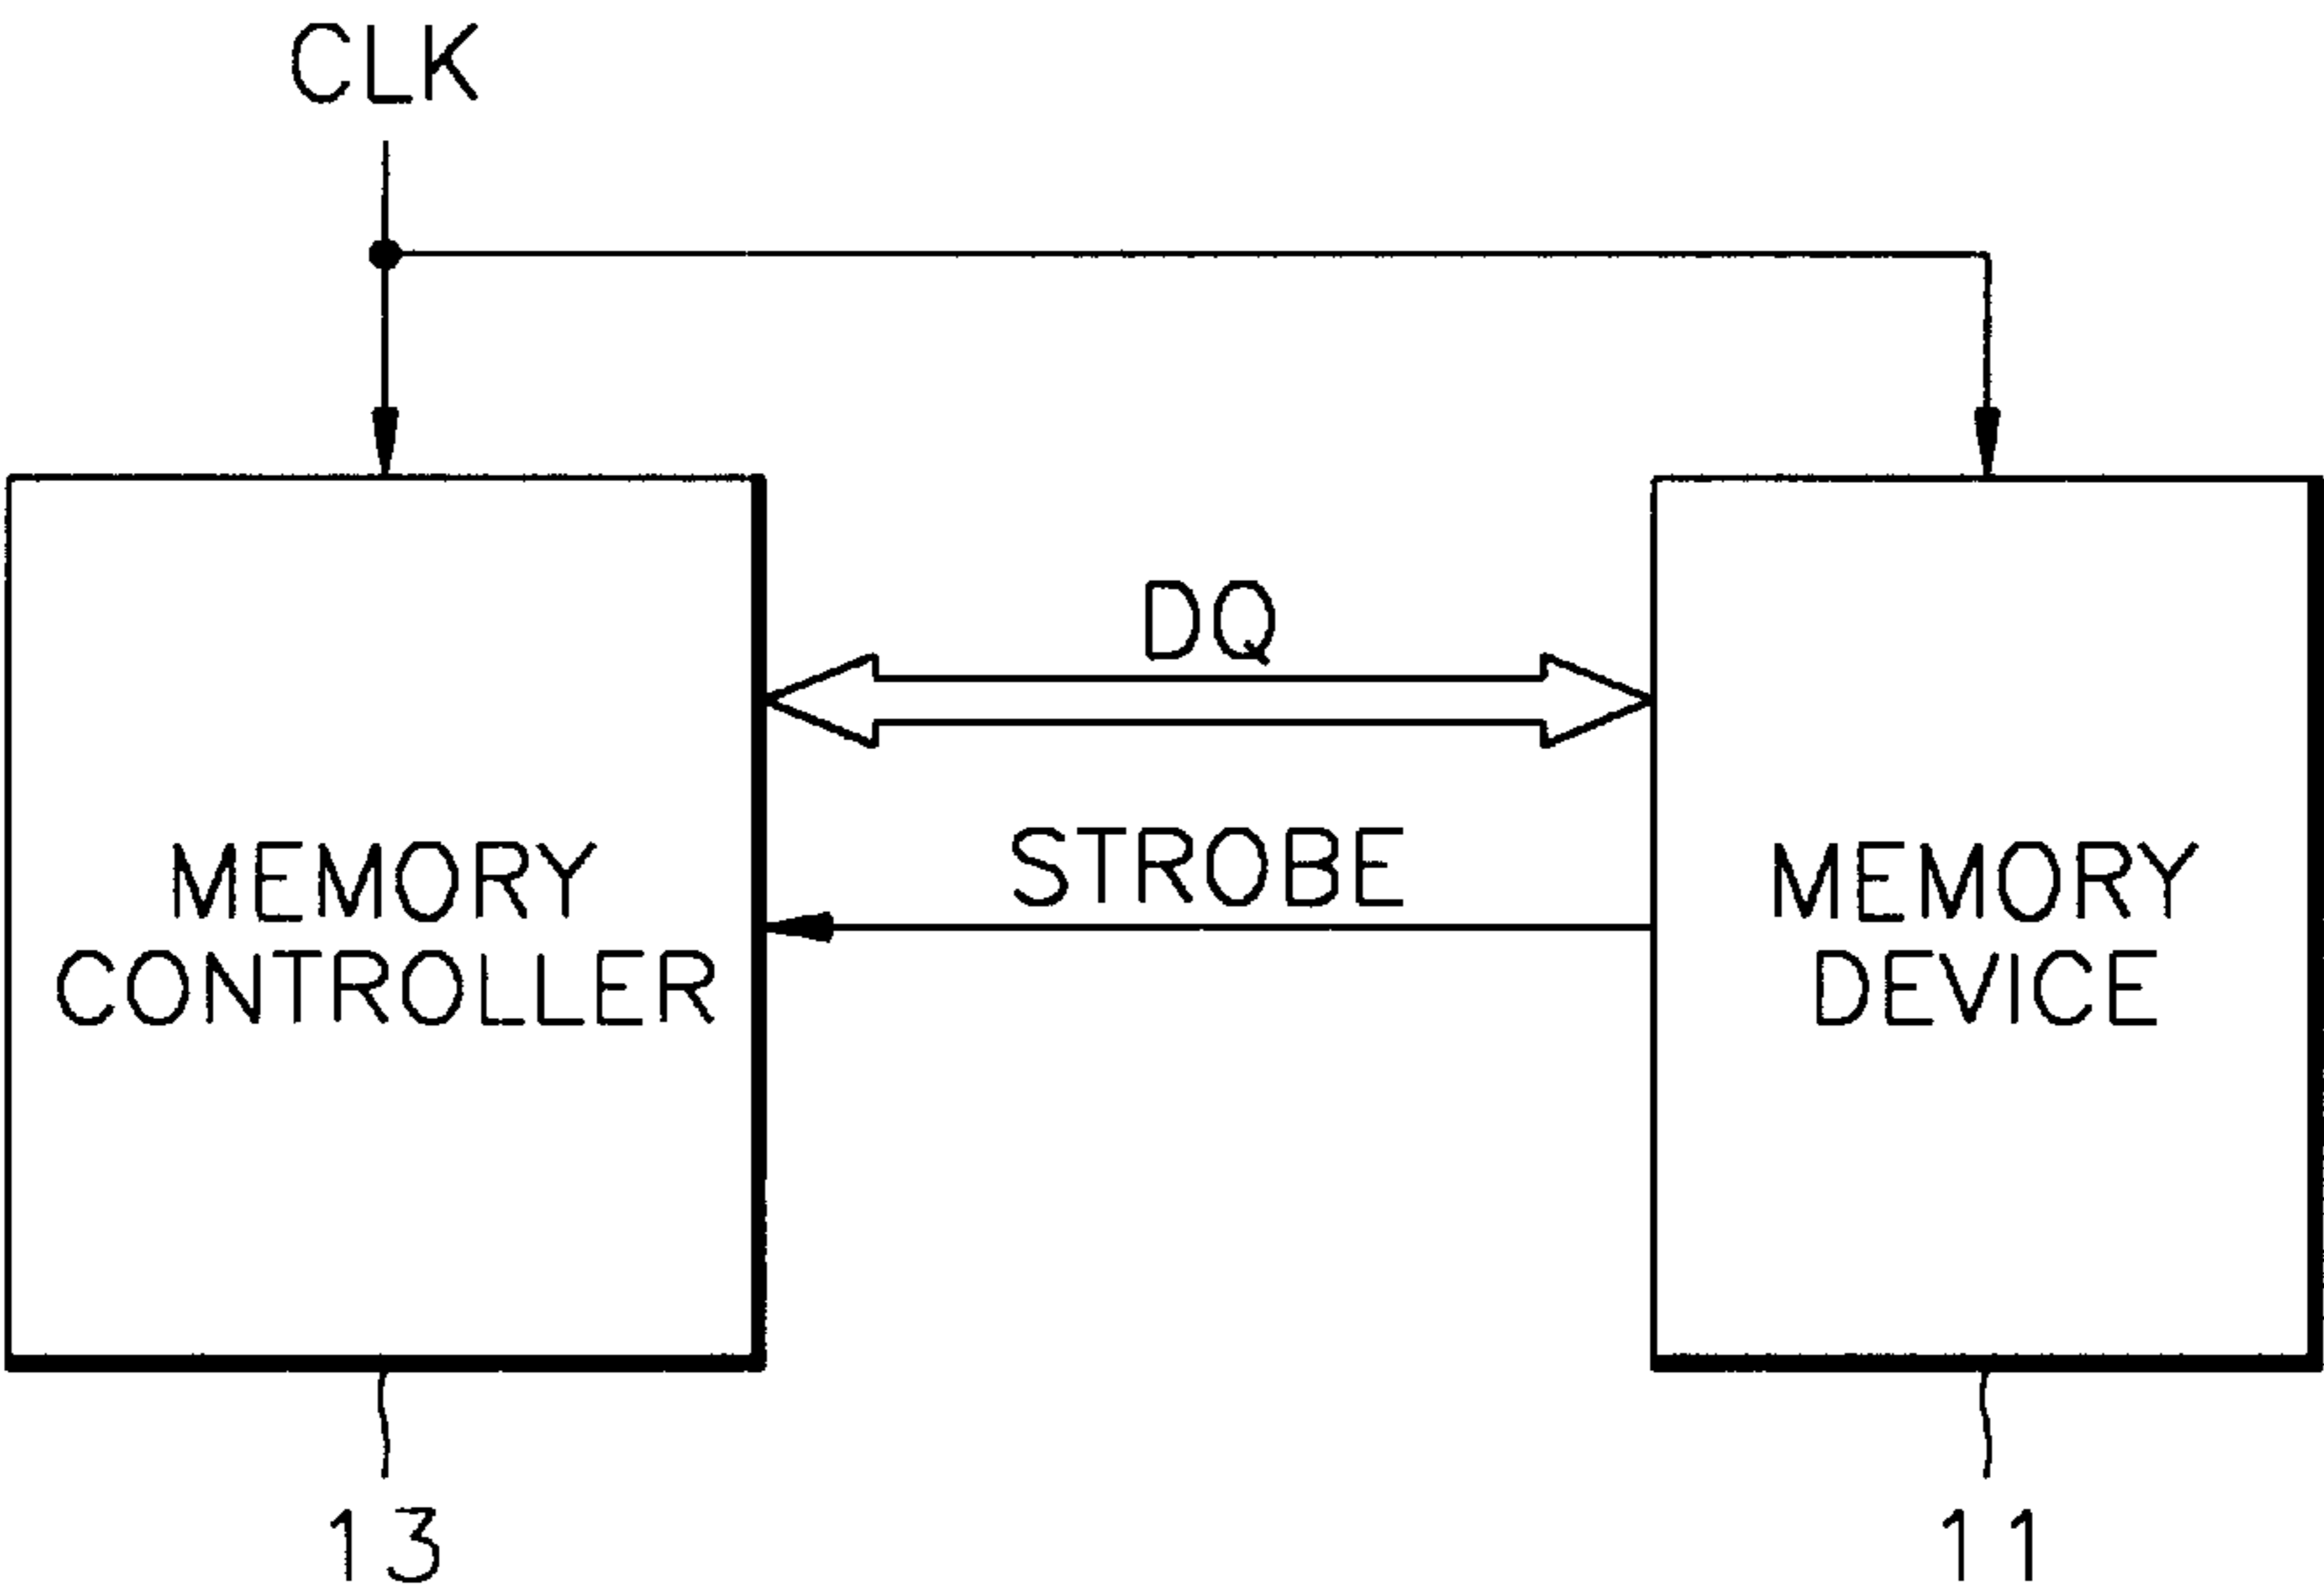 CLK
DQ
STROBE
MEMORY
CONTROLLER
MEMORY
DEVICE
13
11